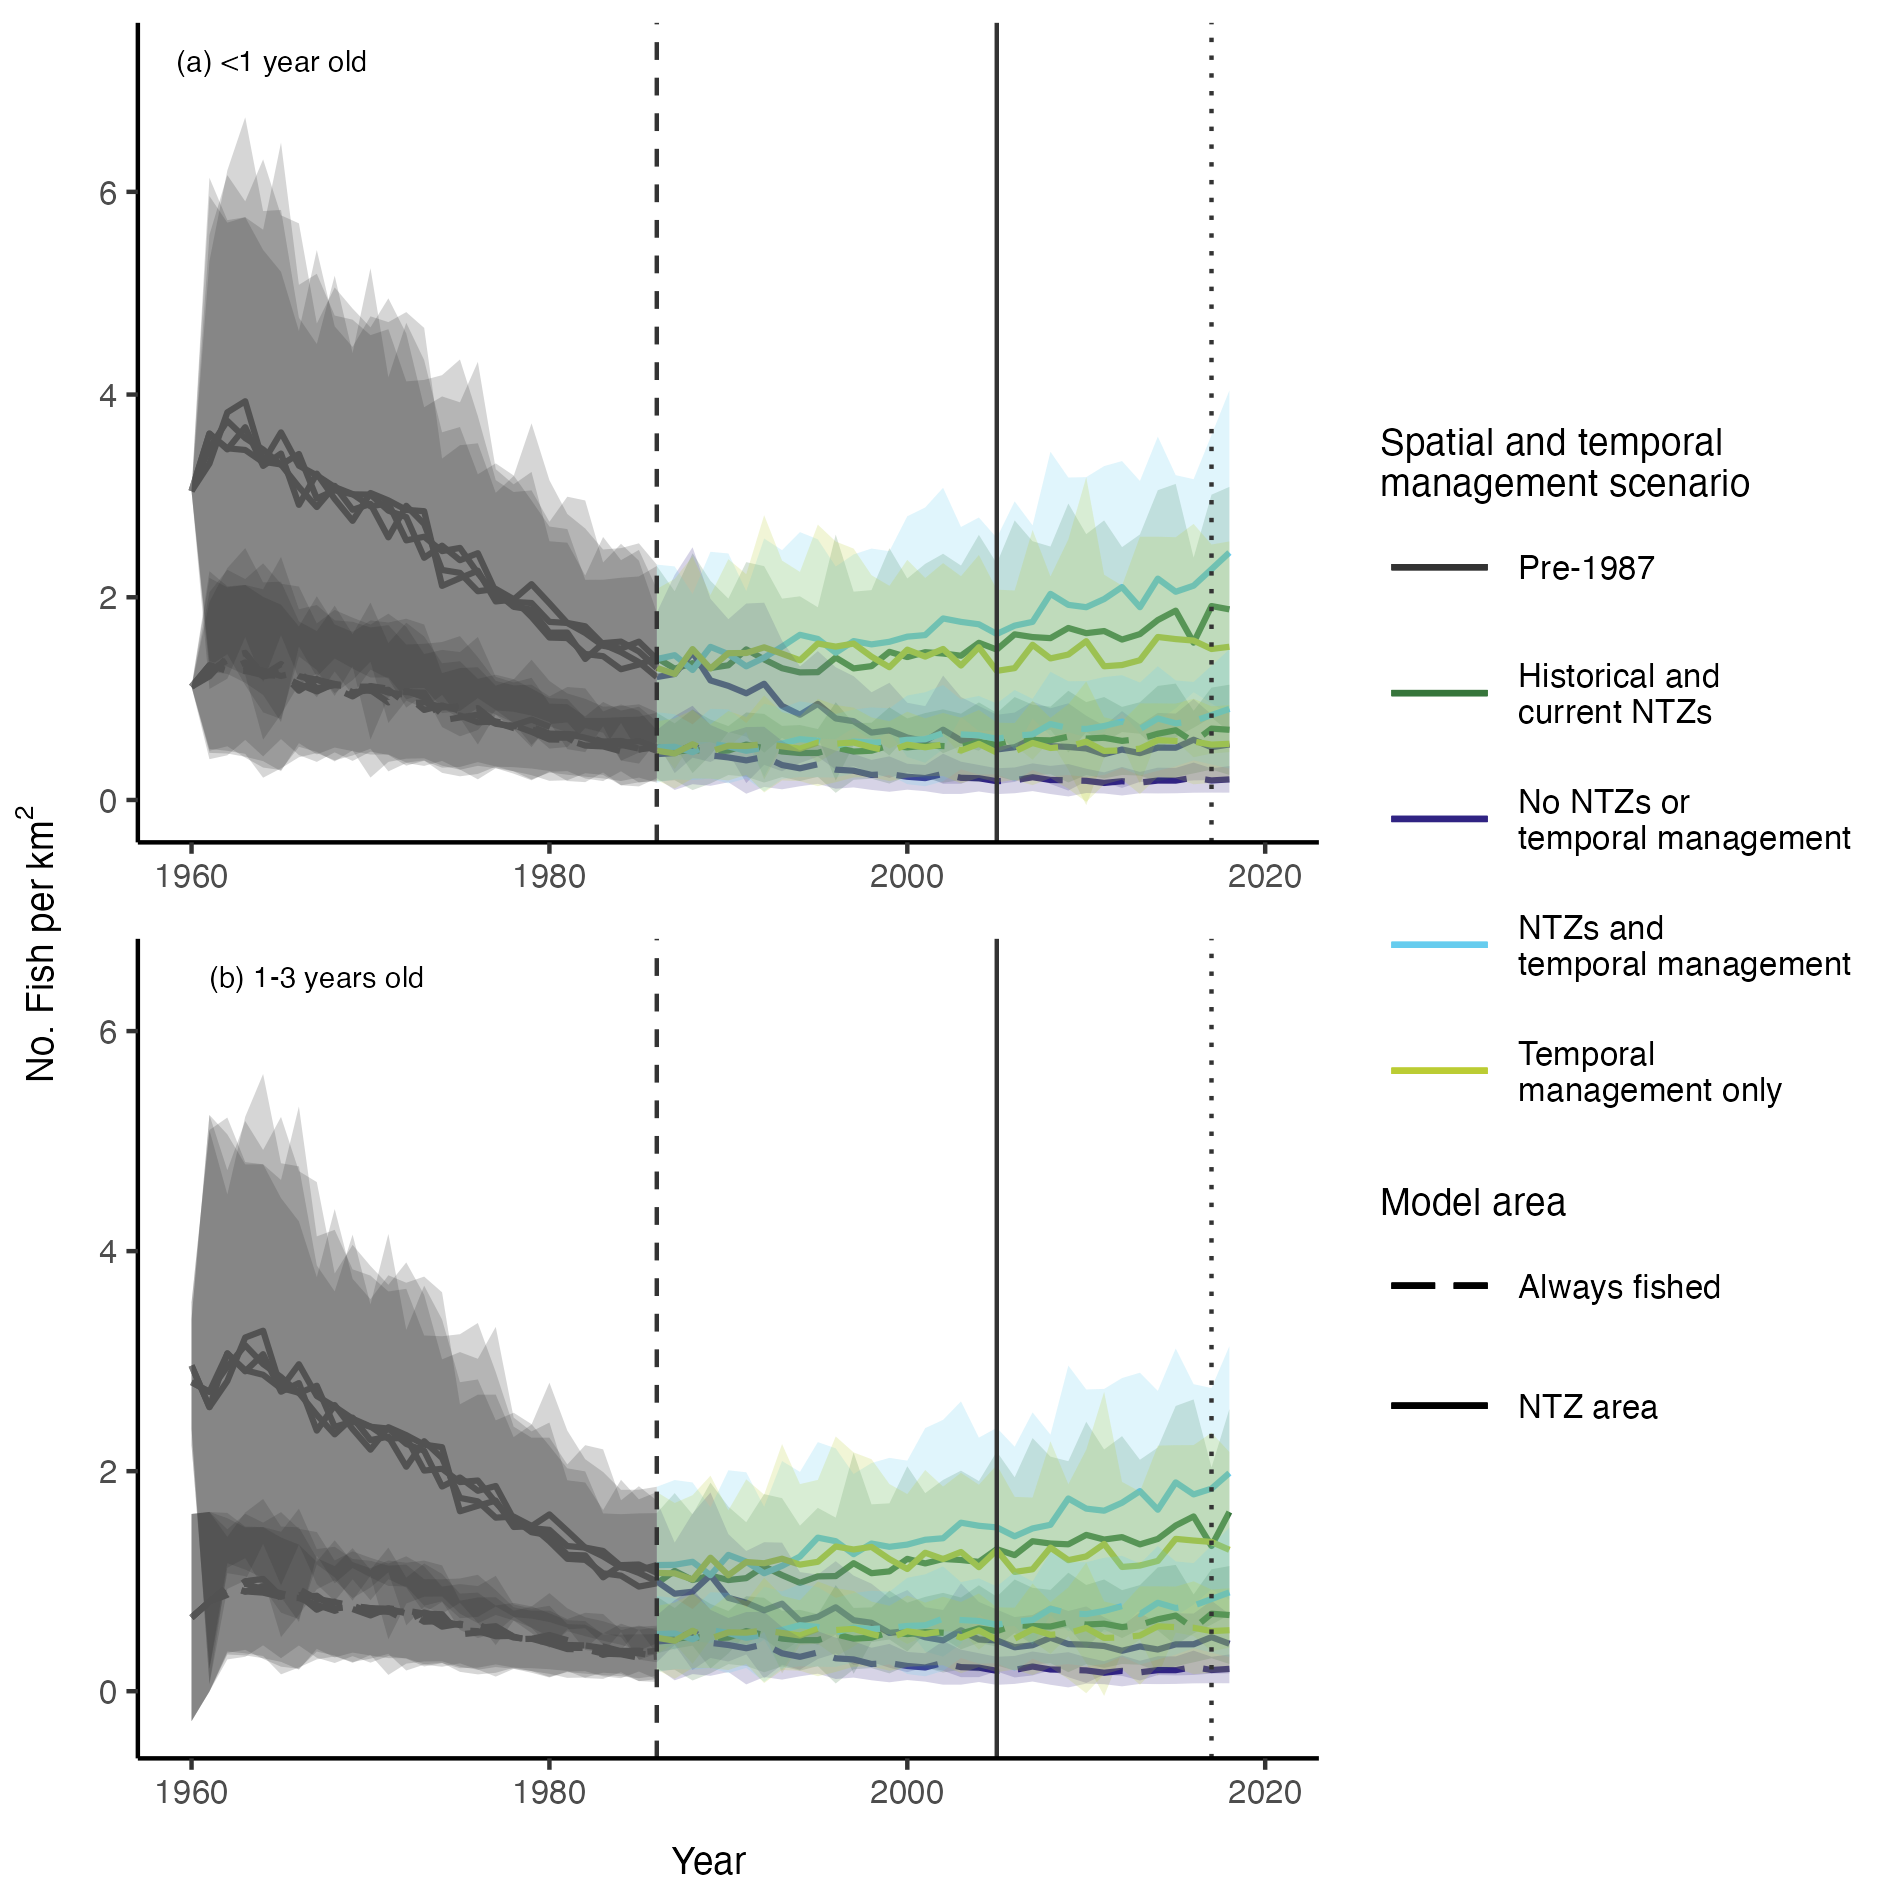 (a) <1 year old
6
4
2
0
1960 1980 2000 2020
No. Fish per km²
(b) 1-3 years old
6
4
2
0
1960 1980 2000 2020
Year
Spatial and temporal
management scenario
Pre-1987
Historical and
current NTZs
No NTZs or
temporal management
NTZs and
temporal management
Temporal
management only
Model area
Always fished
NTZ area